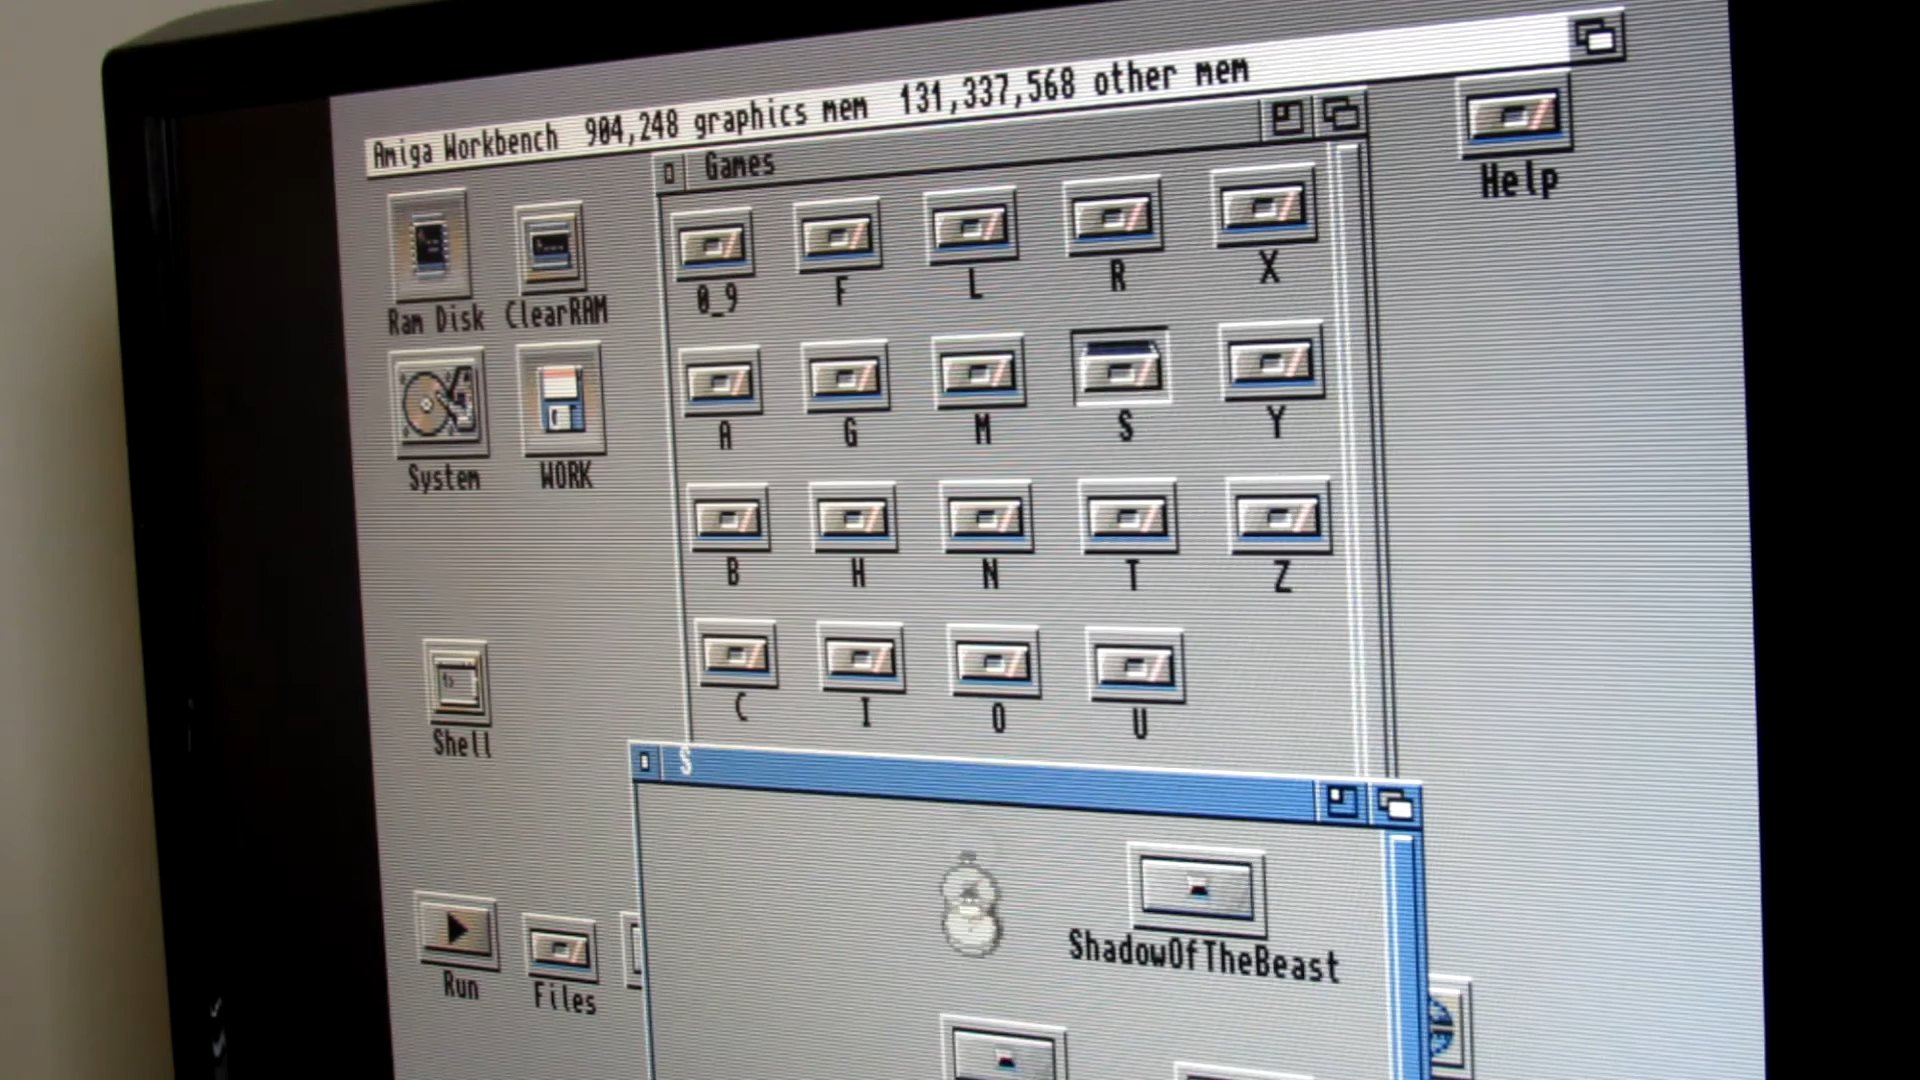 Amiga Workbench 904,248 graphics mem 131,337,568 other mem
Games
Help
Ram Disk ClearRAM
0_9 F L R X
System WORK
A G M S Y
B H N T Z
Shell
C I O U
S
ShadowOfTheBeast
Run Files